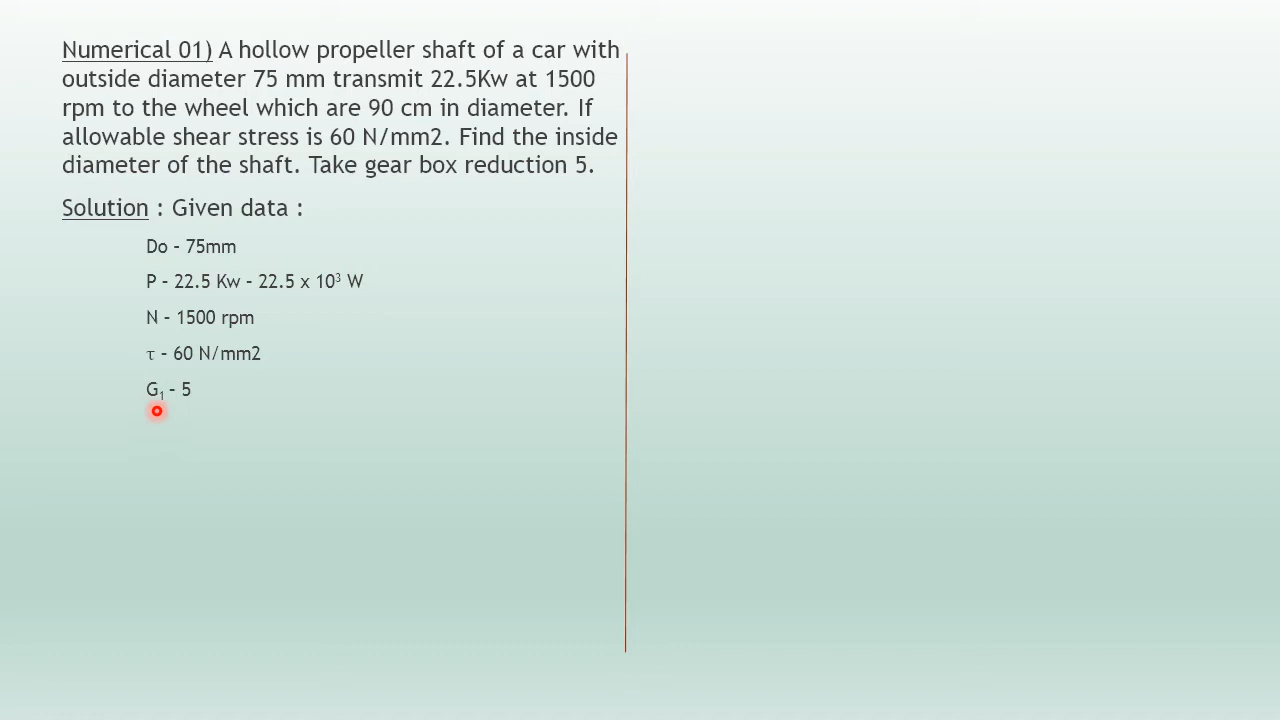 Numerical 01) A hollow propeller shaft of a car with
outside diameter 75 mm transmit 22.5Kw at 1500
rpm to the wheel which are 90 cm in diameter. If
allowable shear stress is 60 N/mm2. Find the inside
diameter of the shaft. Take gear box reduction 5.
Solution : Given data :
Do – 75mm
P – 22.5 Kw – 22.5 x 10³ W
N – 1500 rpm
τ – 60 N/mm2
G₁ – 5